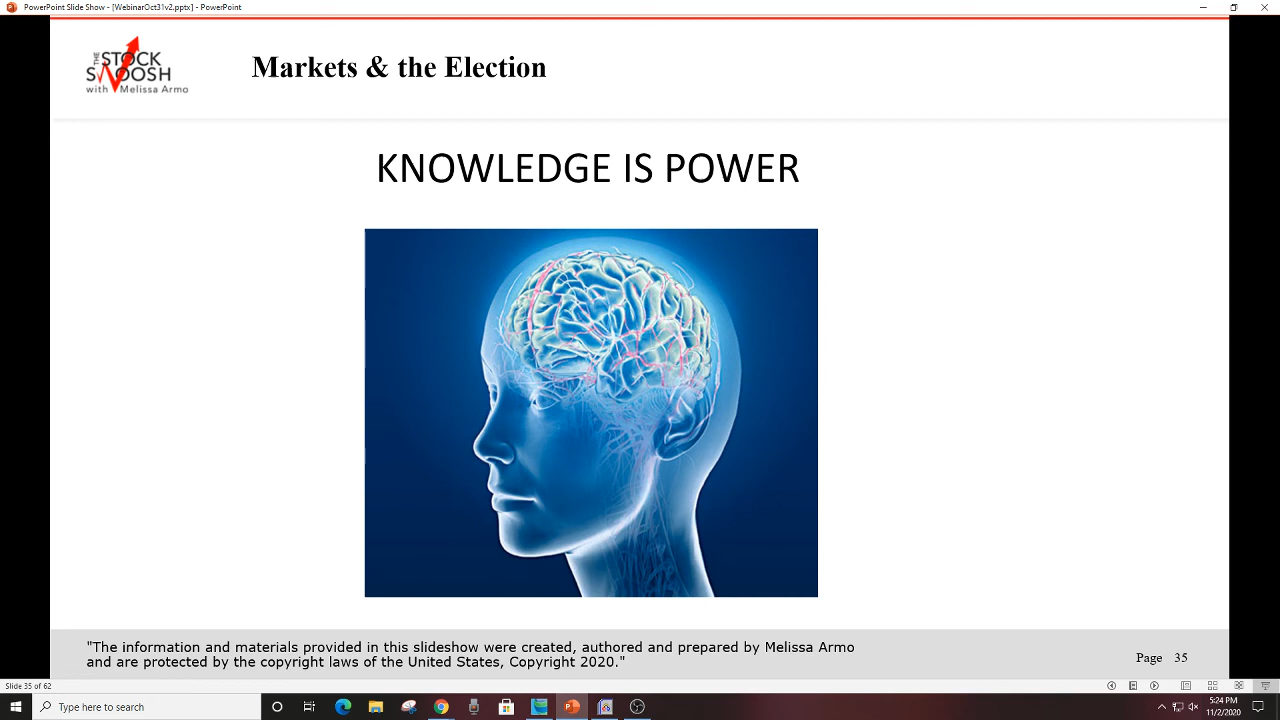 PowerPoint Slide Show - [WebinarOct31v2.pptx] - PowerPoint
THE STOCK
SWOOSH
with Melissa Armo
Markets & the Election
KNOWLEDGE IS POWER
"The information and materials provided in this slideshow were created, authored and prepared by Melissa Armo
and are protected by the copyright laws of the United States, Copyright 2020."
Page 35
Slide 35 of 62
Type here to search
5:24 PM
11/2/2020